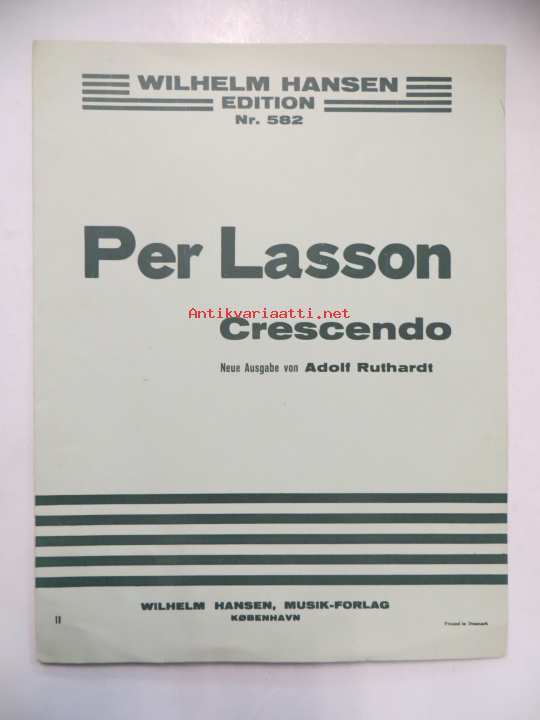 WILHELM HANSEN
EDITION
Nr. 582
Per Lasson
Antikvariaatti.net
Crescendo
Neue Ausgabe von Adolf Ruthardt
WILHELM HANSEN, MUSIK-FORLAG
KØBENHAVN
II
Printed in Denmark